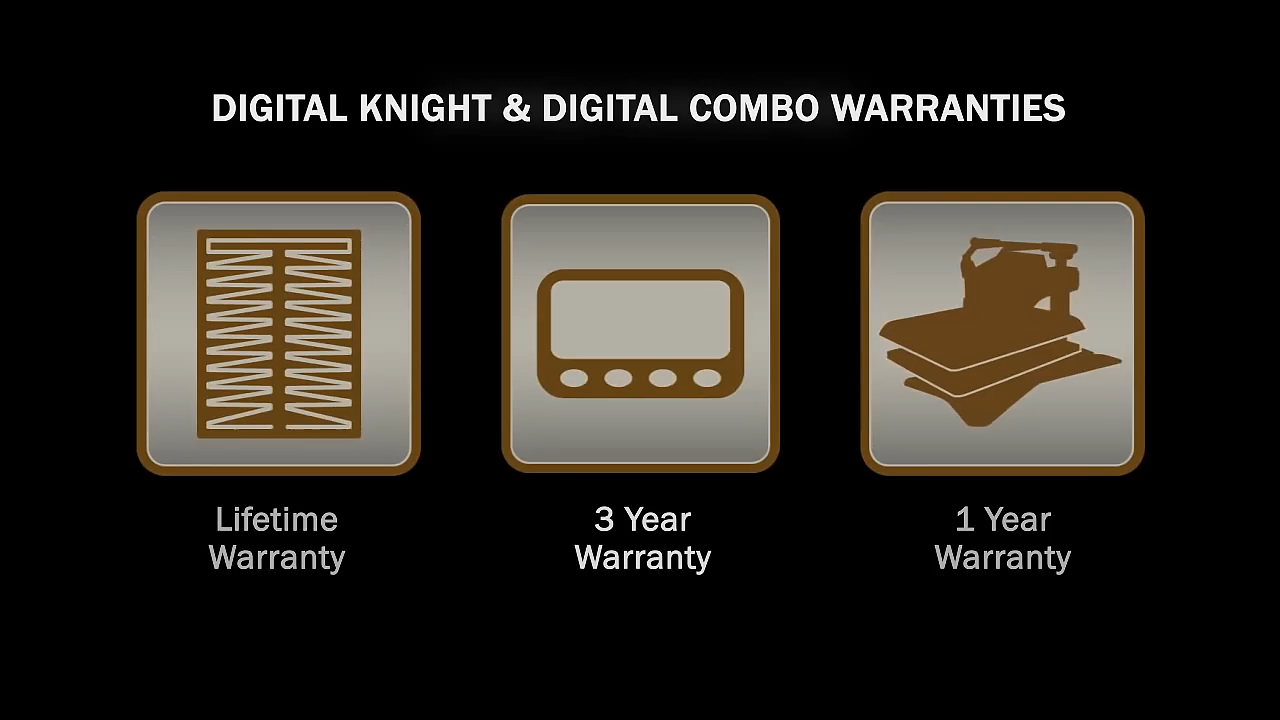 DIGITAL KNIGHT & DIGITAL COMBO WARRANTIES
Lifetime
Warranty
3 Year
Warranty
1 Year
Warranty